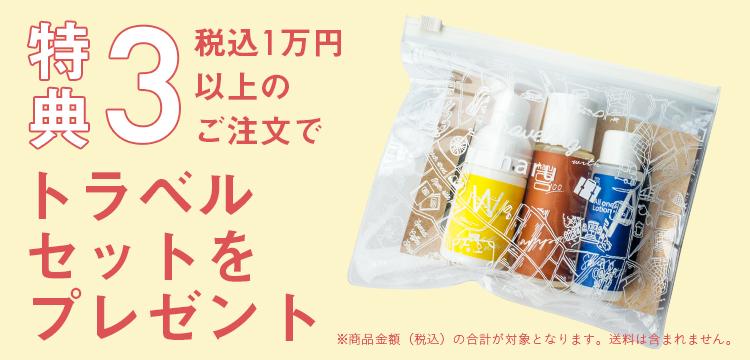 特典3
税込1万円
以上の
ご注文で
トラベル
セットを
プレゼント
Lotion
※商品金額（税込）の合計が対象となります。送料は含まれません。